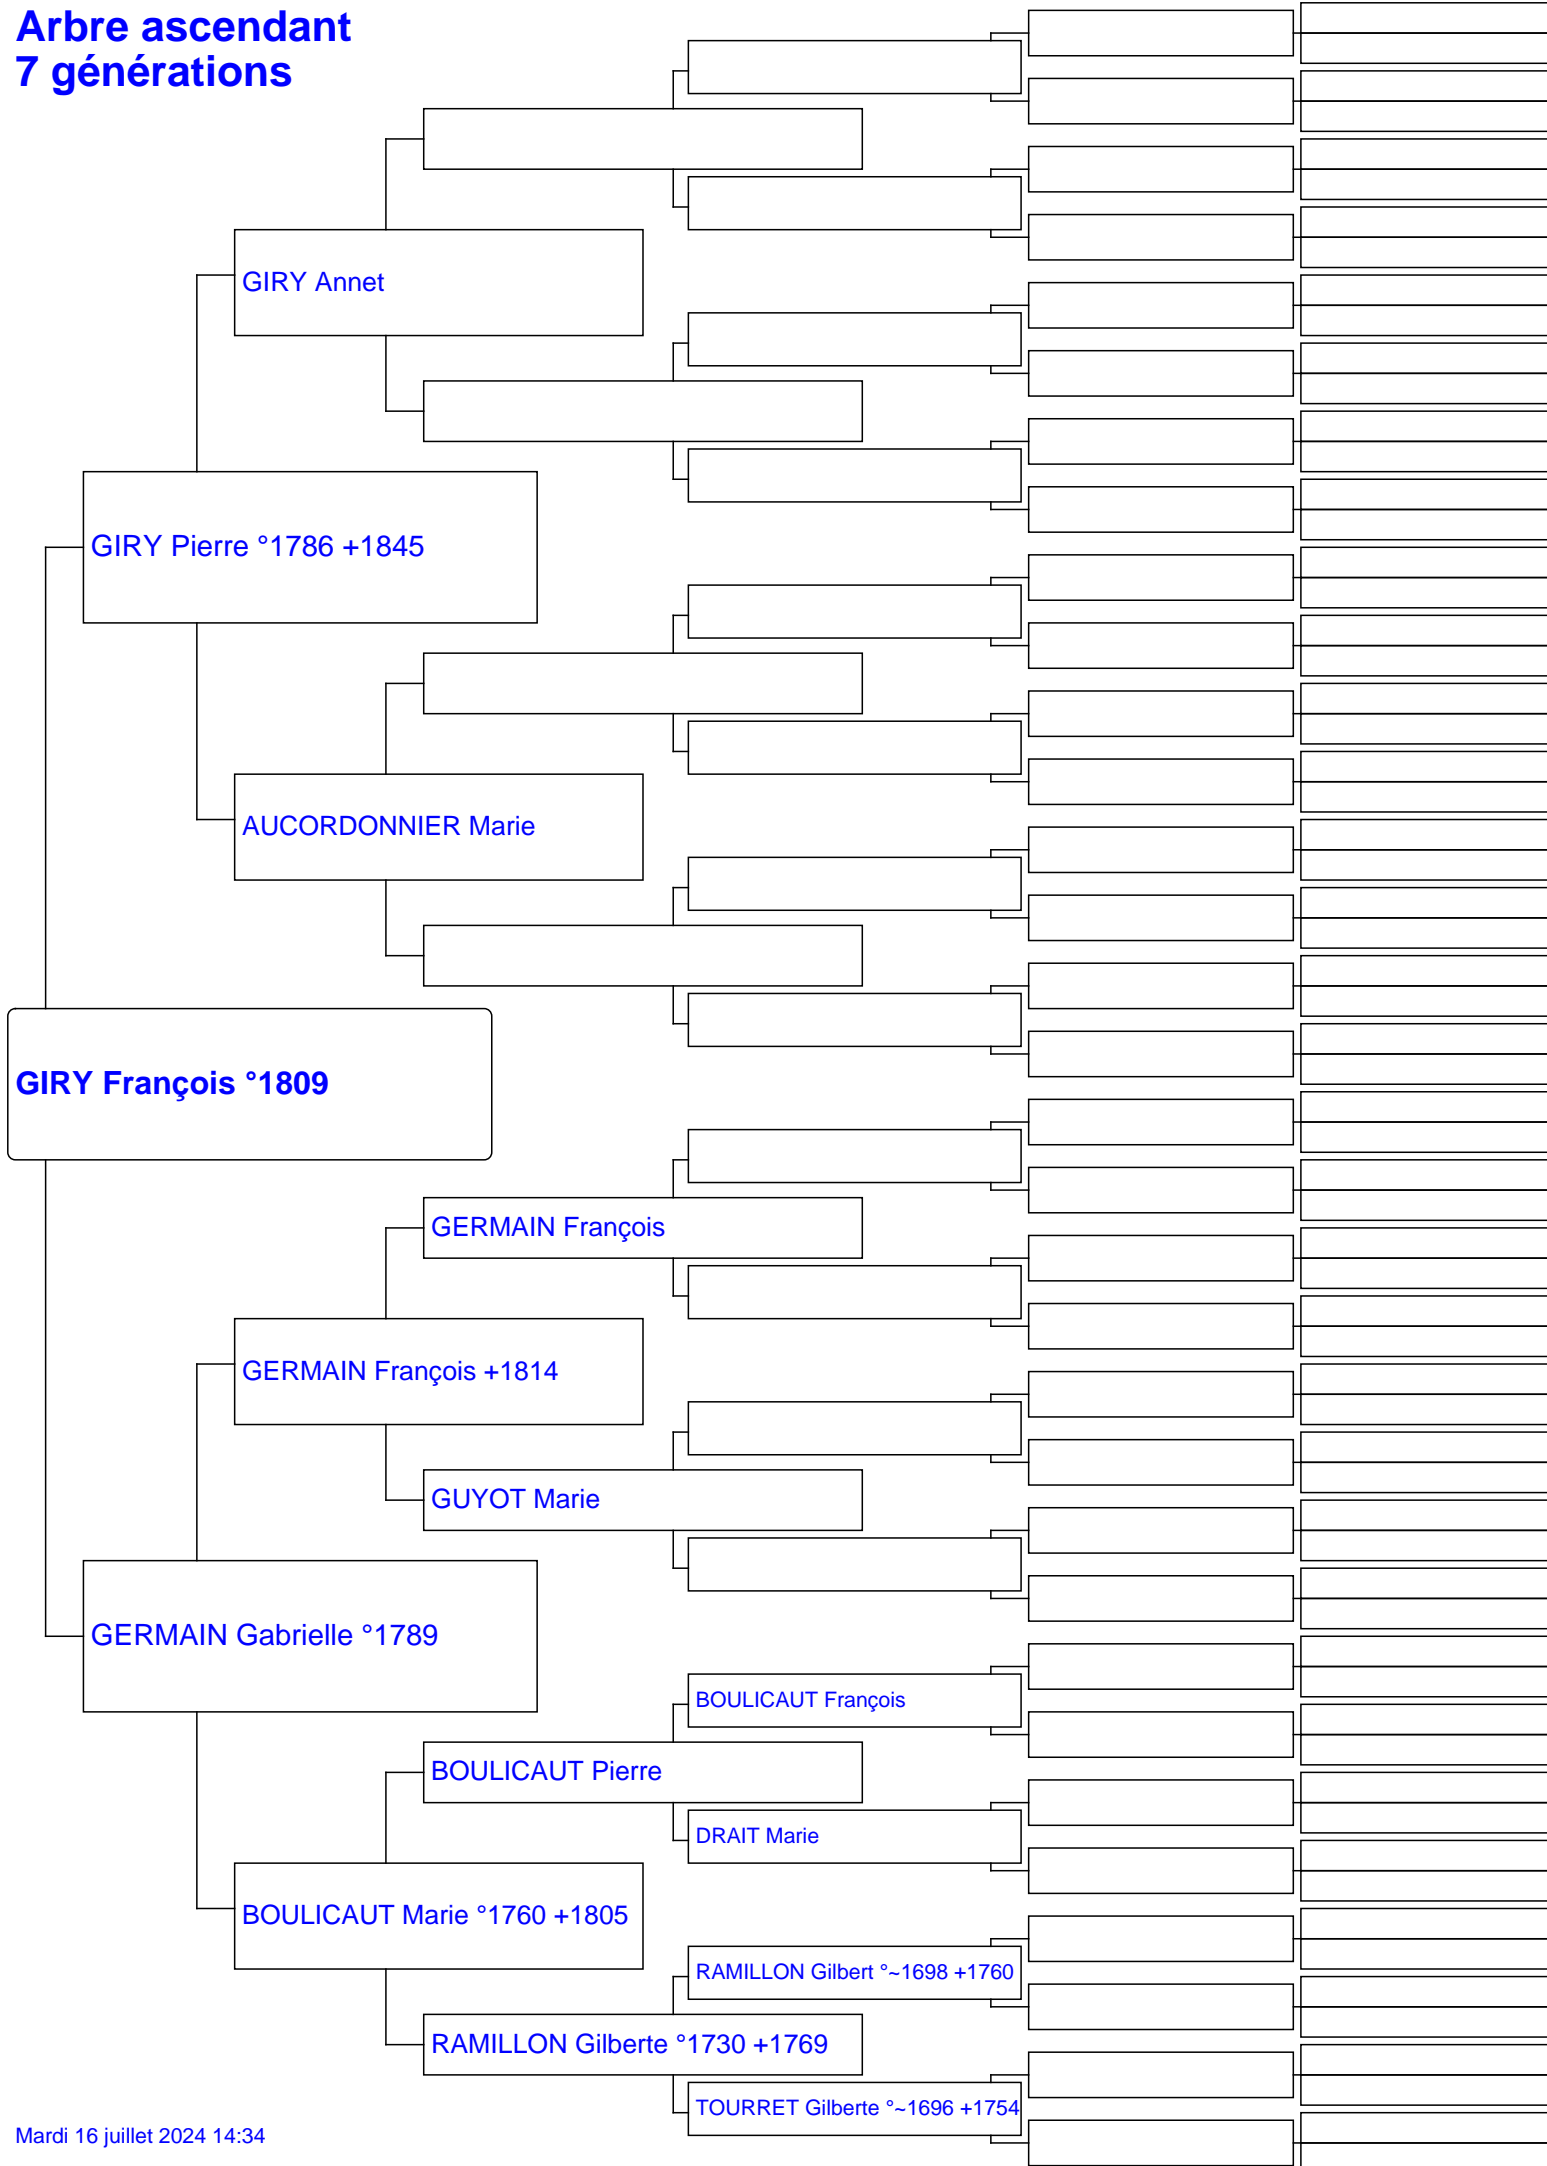 Arbre ascendant
7 générations
GIRY Annet
GIRY Pierre °1786 +1845
AUCORDONNIER Marie
GIRY François °1809
GERMAIN François
GERMAIN François +1814
GUYOT Marie
GERMAIN Gabrielle °1789
BOULICAUT François
BOULICAUT Pierre
DRAIT Marie
BOULICAUT Marie °1760 +1805
RAMILLON Gilbert °~1698 +1760
RAMILLON Gilberte °1730 +1769
TOURRET Gilberte °~1696 +1754
Mardi 16 juillet 2024 14:34